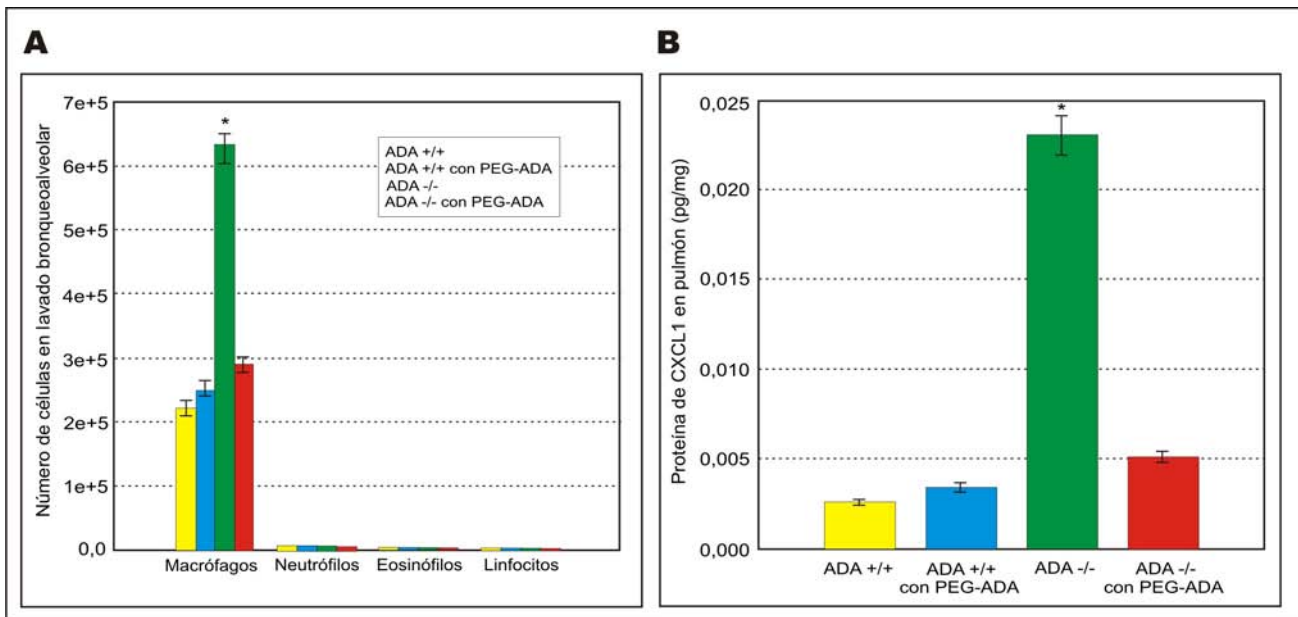 A
Número de células en lavado bronqueoalveolar
7e+5
6e+5
5e+5
4e+5
3e+5
2e+5
1e+5
0,0
*
ADA +/+
ADA +/+ con PEG-ADA
ADA -/-
ADA -/- con PEG-ADA
Macrófagos
Neutrófilos
Eosinófilos
Linfocitos
B
Proteína de CXCL1 en pulmón (pg/mg)
0,025
0,020
0,015
0,010
0,005
0,000
*
ADA +/+
ADA +/+
con PEG-ADA
ADA -/-
ADA -/-
con PEG-ADA